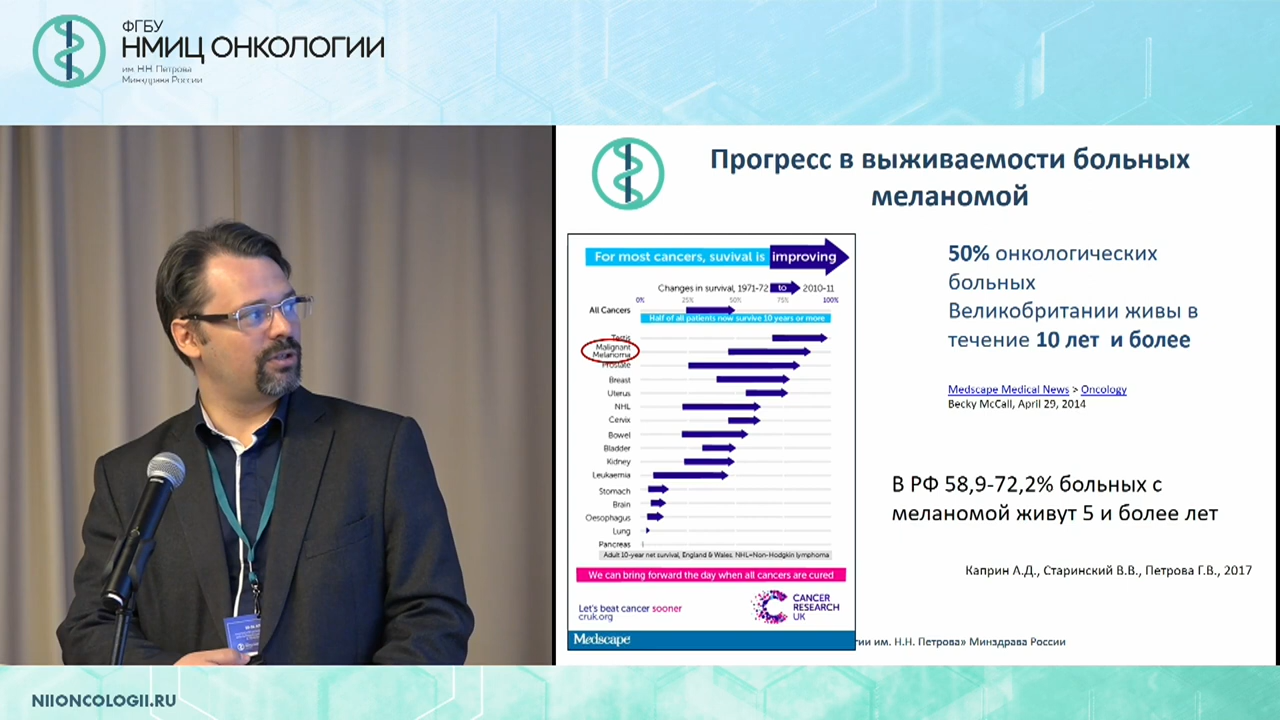 ФГБУ
НМИЦ ОНКОЛОГИИ
им. Н.Н. Петрова
Минздрава России
Прогресс в выживаемости больных
меланомой
For most cancers, suvival is improving
Changes in survival, 1971-72 to 2010-11
0% 25% 50% 75% 100%
All Cancers
Half of all patients now survive 10 years or more
Testis
Malignant
Melanoma
Prostate
Breast
Uterus
NHL
Cervix
Bowel
Bladder
Kidney
Leukaemia
Stomach
Brain
Oesophagus
Lung
Pancreas
Adult 10-year net survival, England & Wales. NHL=Non-Hodgkin lymphoma
We can bring forward the day when all cancers are cured
Let's beat cancer sooner
cruk.org
CANCER
RESEARCH
UK
Medscape
50% онкологических
больных
Великобритании живы в
течение 10 лет и более
Medscape Medical News > Oncology
Becky McCall, April 29, 2014
В РФ 58,9-72,2% больных с
меланомой живут 5 и более лет
Каприн А.Д., Старинский В.В., Петрова Г.В., 2017
им. Н.Н. Петрова» Минздрава России
NIIONCOLOGII.RU